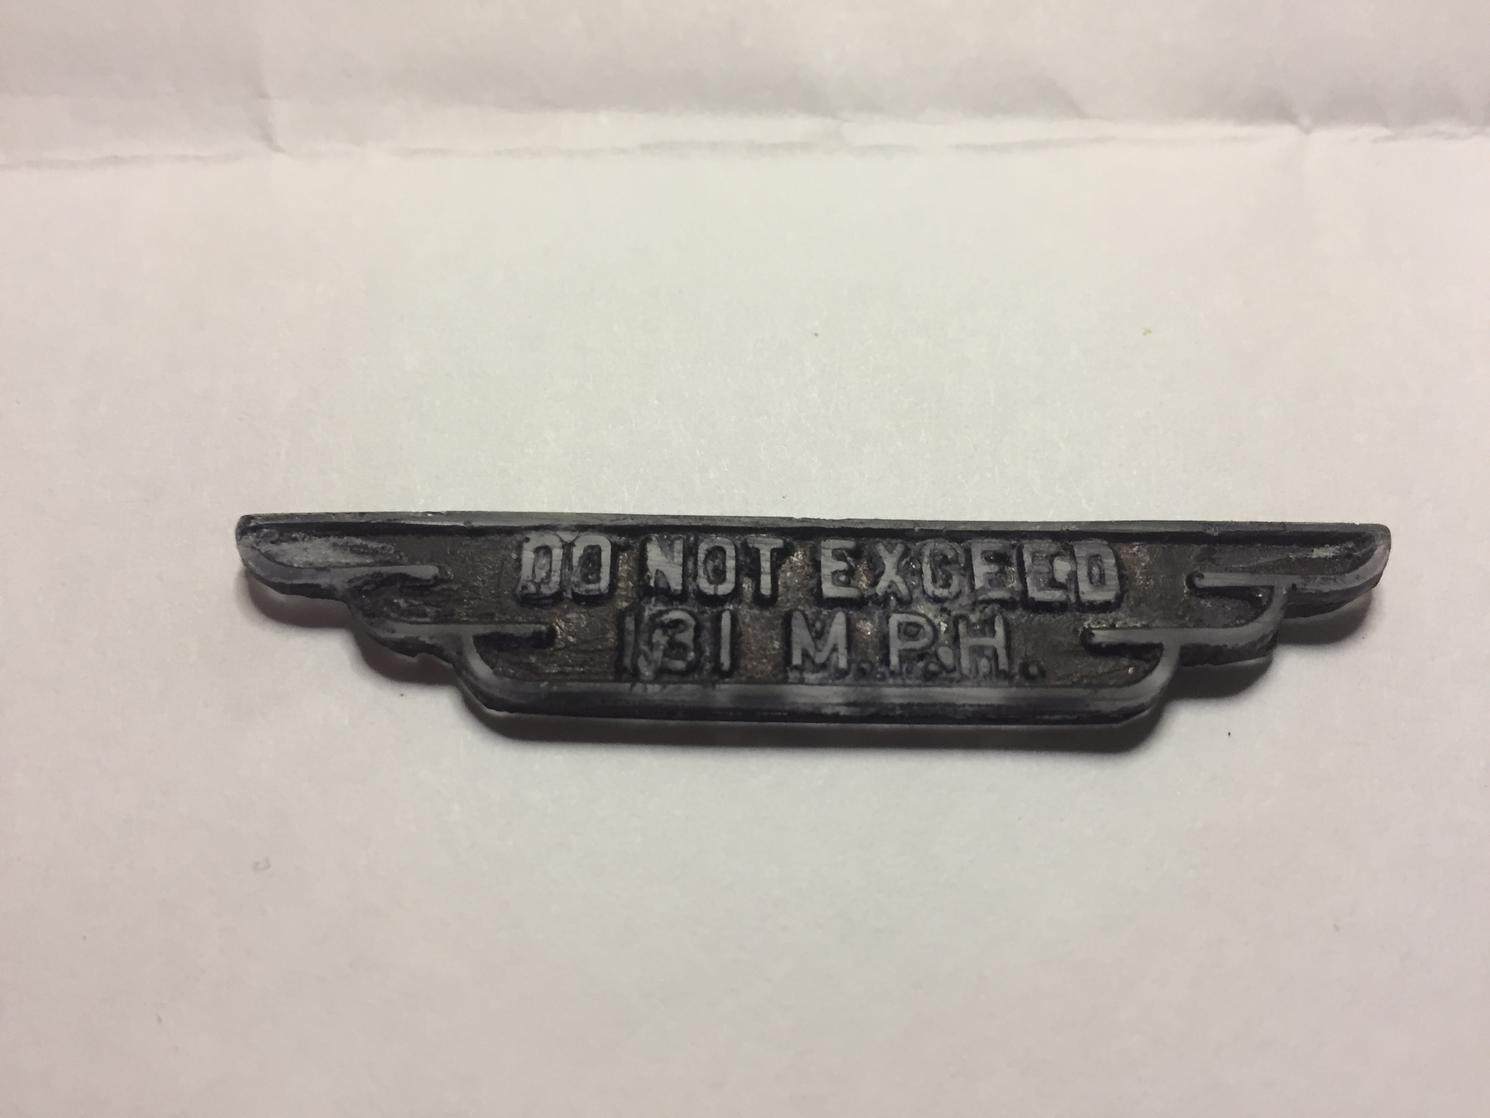 DO NOT EXCEED
131 M.P.H.